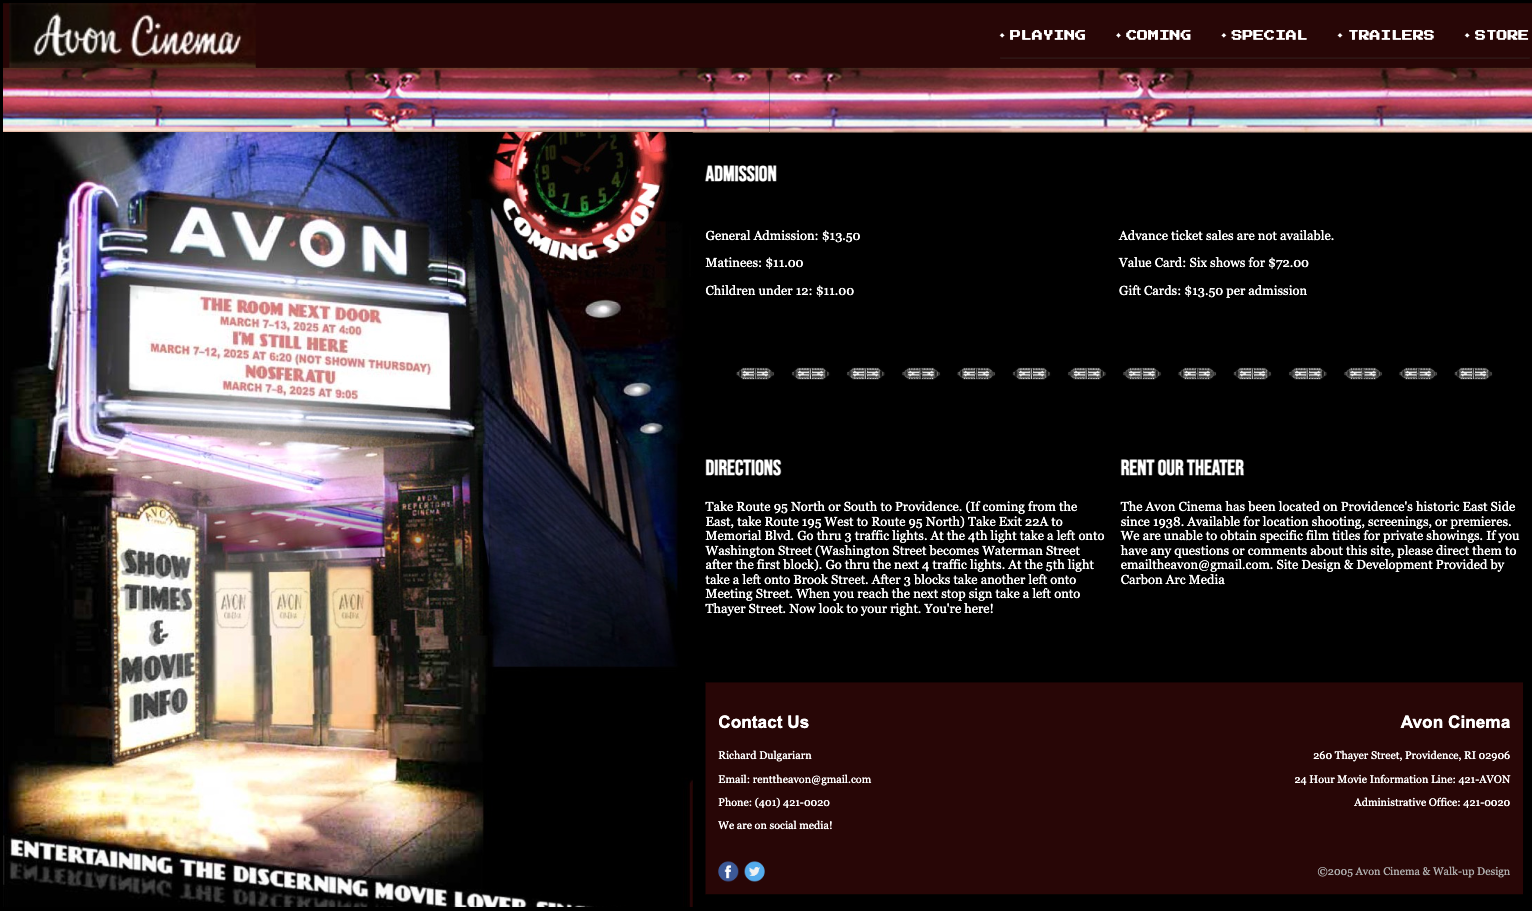 Avon Cinema
PLAYING
COMING
SPECIAL
TRAILERS
STORE
AVON
THE ROOM NEXT DOOR
MARCH 7–13, 2025 AT 4:00
I'M STILL HERE
MARCH 7–12, 2025 AT 6:20 (NOT SHOWN THURSDAY)
NOSFERATU
MARCH 7–8, 2025 AT 9:05
COMING SOON
AVON
REPERTORY
CINEMA
AVON
SHOW
TIMES
&
MOVIE
INFO
AVON
CINEMA
AVON
CINEMA
AVON
CINEMA
ENTERTAINING THE DISCERNING MOVIE LOVER
ADMISSION
General Admission: $13.50
Matinees: $11.00
Children under 12: $11.00
Advance ticket sales are not available.
Value Card: Six shows for $72.00
Gift Cards: $13.50 per admission
DIRECTIONS
Take Route 95 North or South to Providence. (If coming from the
East, take Route 195 West to Route 95 North) Take Exit 22A to
Memorial Blvd. Go thru 3 traffic lights. At the 4th light take a left onto
Washington Street (Washington Street becomes Waterman Street
after the first block). Go thru the next 4 traffic lights. At the 5th light
take a left onto Brook Street. After 3 blocks take another left onto
Meeting Street. When you reach the next stop sign take a left onto
Thayer Street. Now look to your right. You're here!
RENT OUR THEATER
The Avon Cinema has been located on Providence's historic East Side
since 1938. Available for location shooting, screenings, or premieres.
We are unable to obtain specific film titles for private showings. If you
have any questions or comments about this site, please direct them to
emailtheavon@gmail.com. Site Design & Development Provided by
Carbon Arc Media
Contact Us
Richard Dulgariarn
Email: renttheavon@gmail.com
Phone: (401) 421-0020
We are on social media!
Avon Cinema
260 Thayer Street, Providence, RI 02906
24 Hour Movie Information Line: 421-AVON
Administrative Office: 421-0020
©2005 Avon Cinema & Walk-up Design